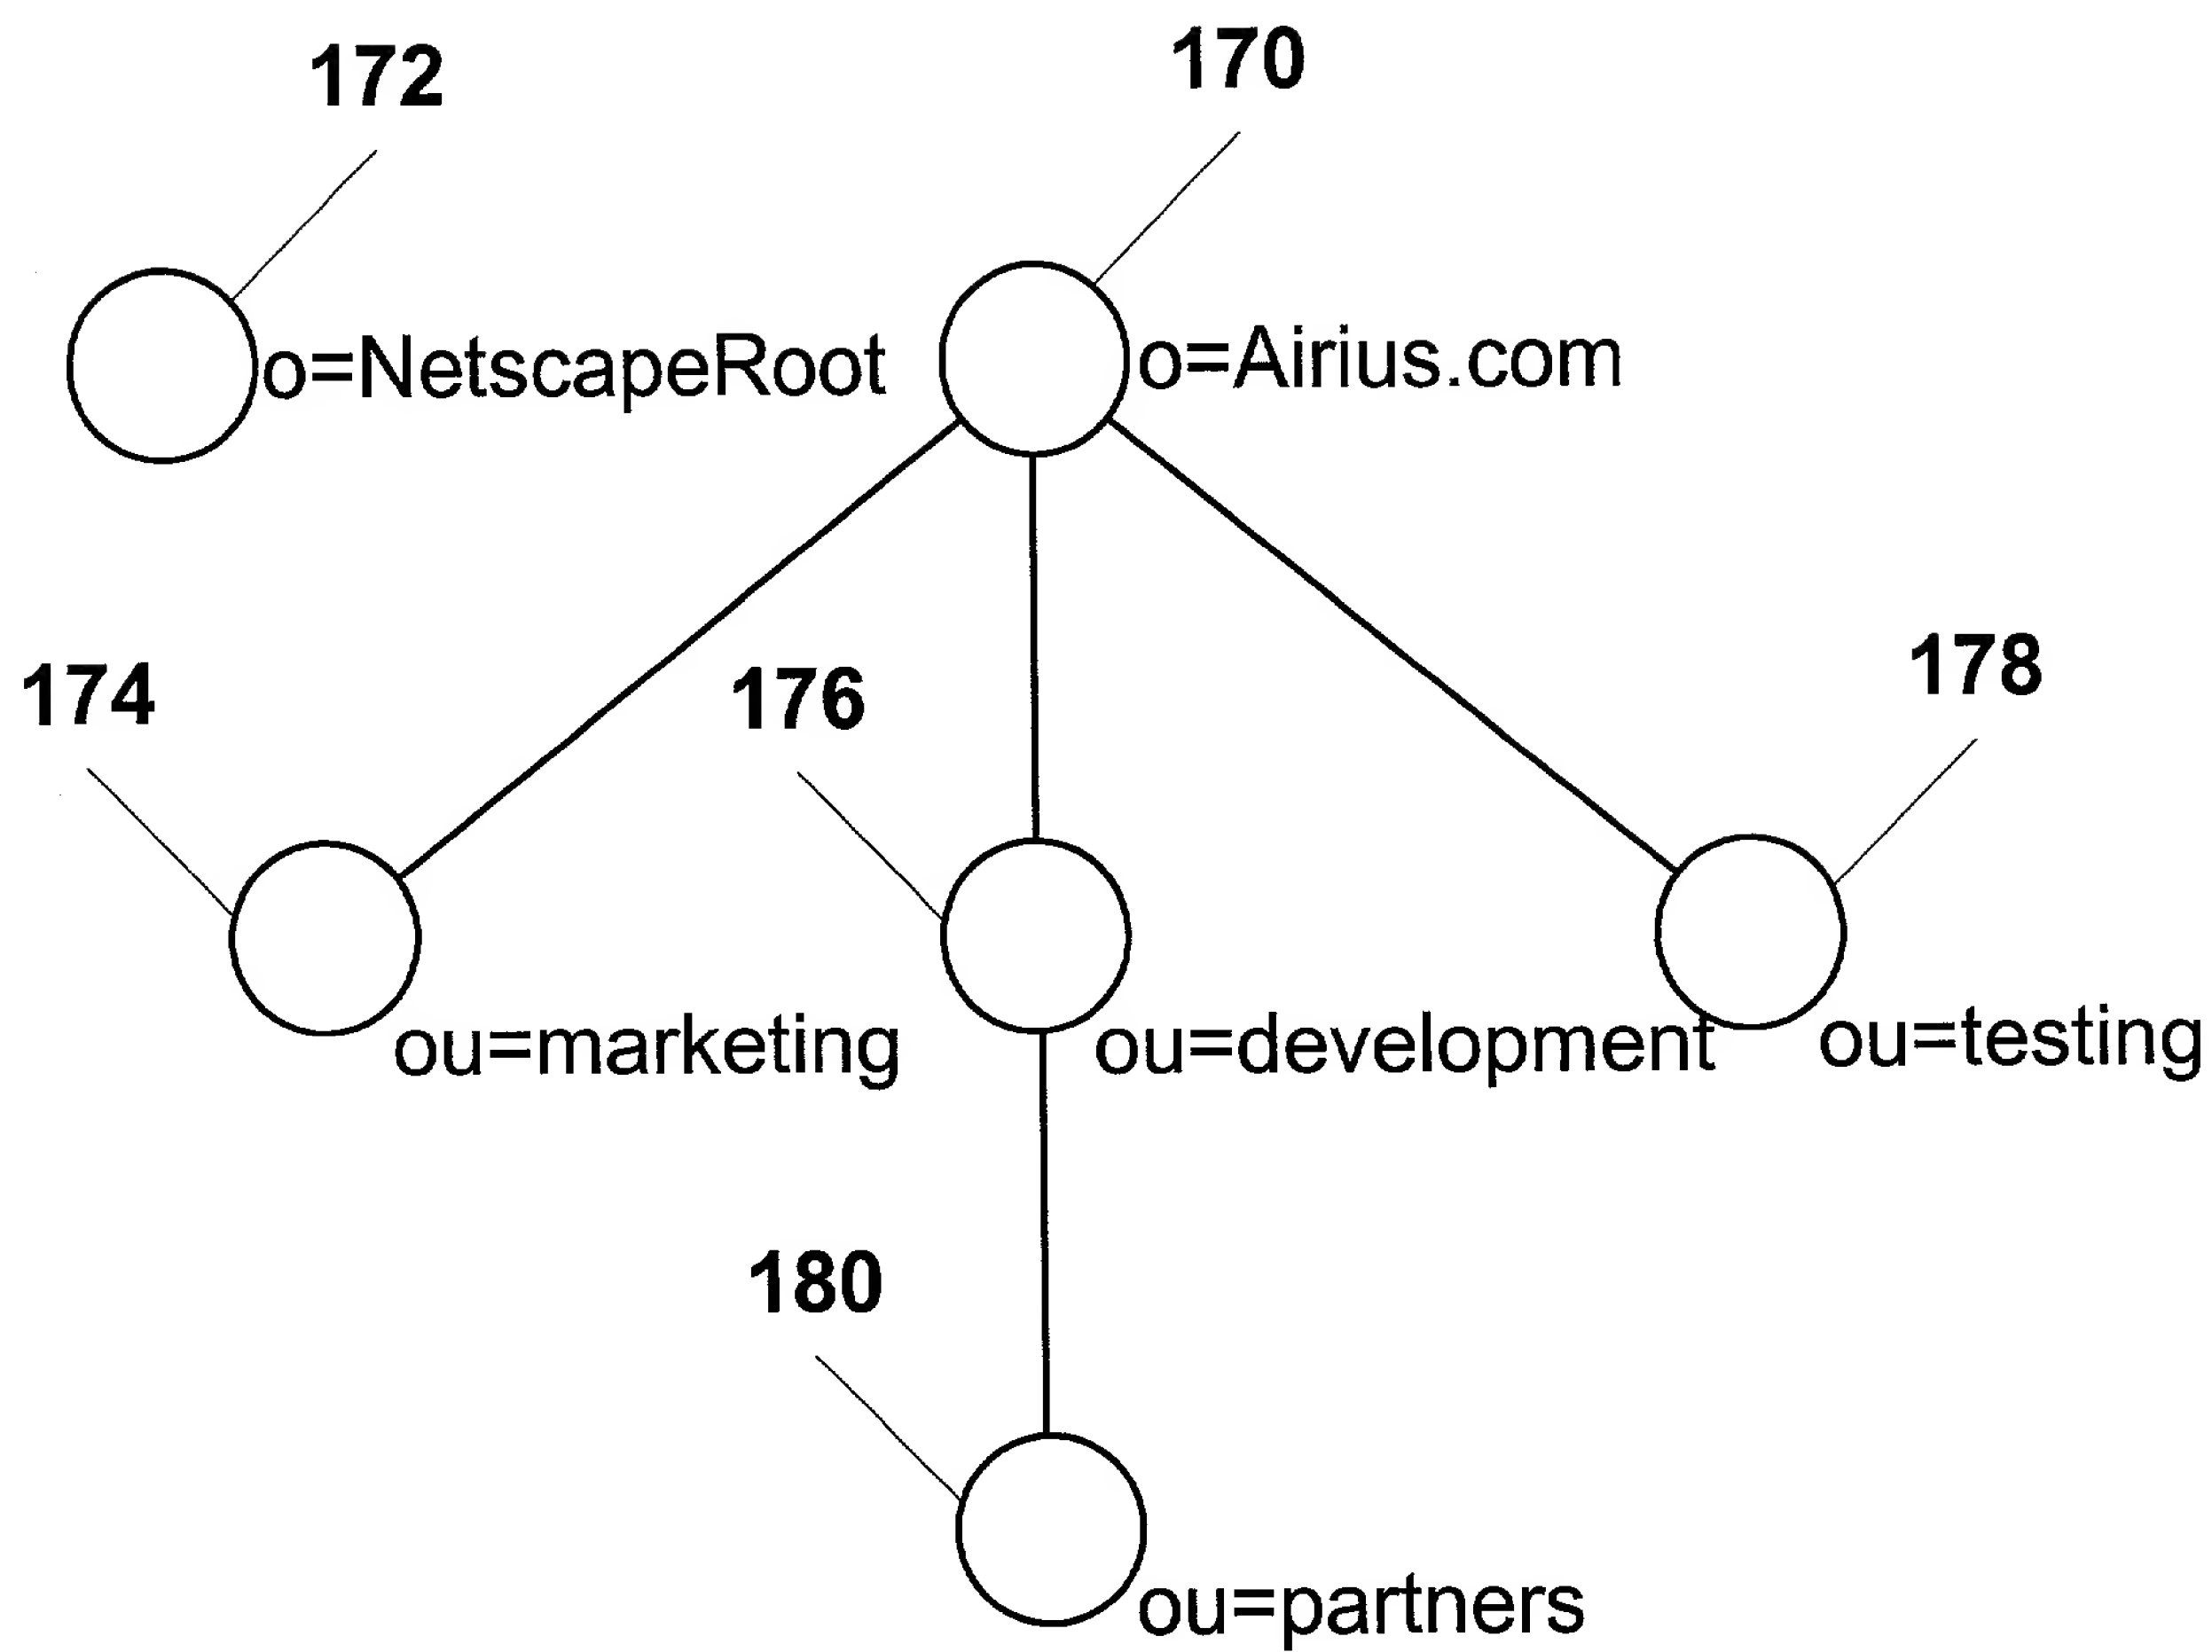 172
170
o=NetscapeRoot
o=Airius.com
174
176
178
ou=marketing
ou=development
ou=testing
180
ou=partners